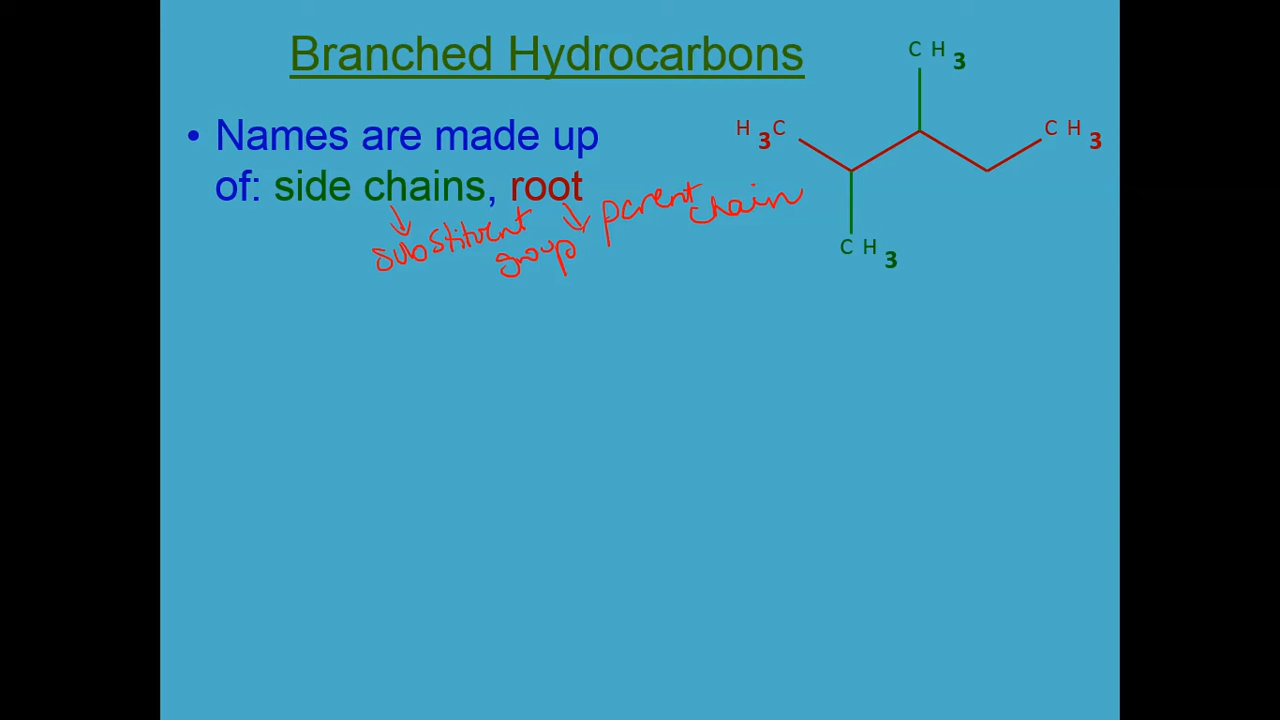 Branched Hydrocarbons
• Names are made up
of: side chains, root
substituent
group
parent chain
CH3
H3C
CH3
CH3